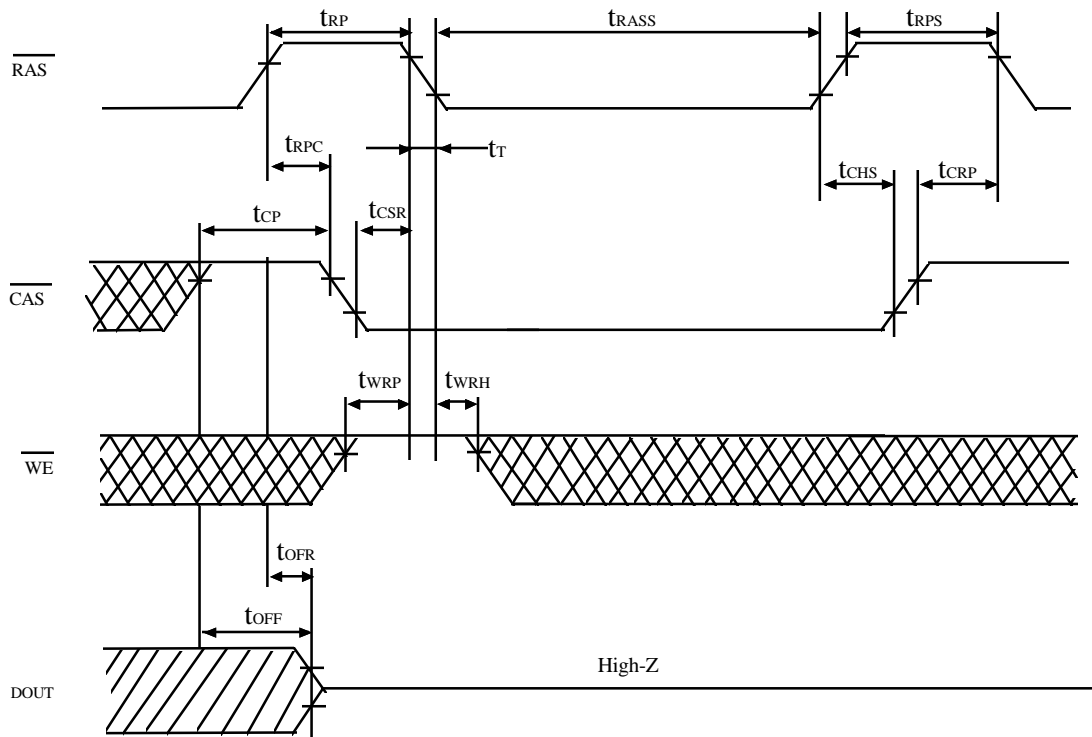 tRP
tRASS
tRPS
RAS
tRPC
tT
tCHS
tCRP
tCP
tCSR
CAS
tWRP
tWRH
WE
tOFR
tOFF
High-Z
DOUT